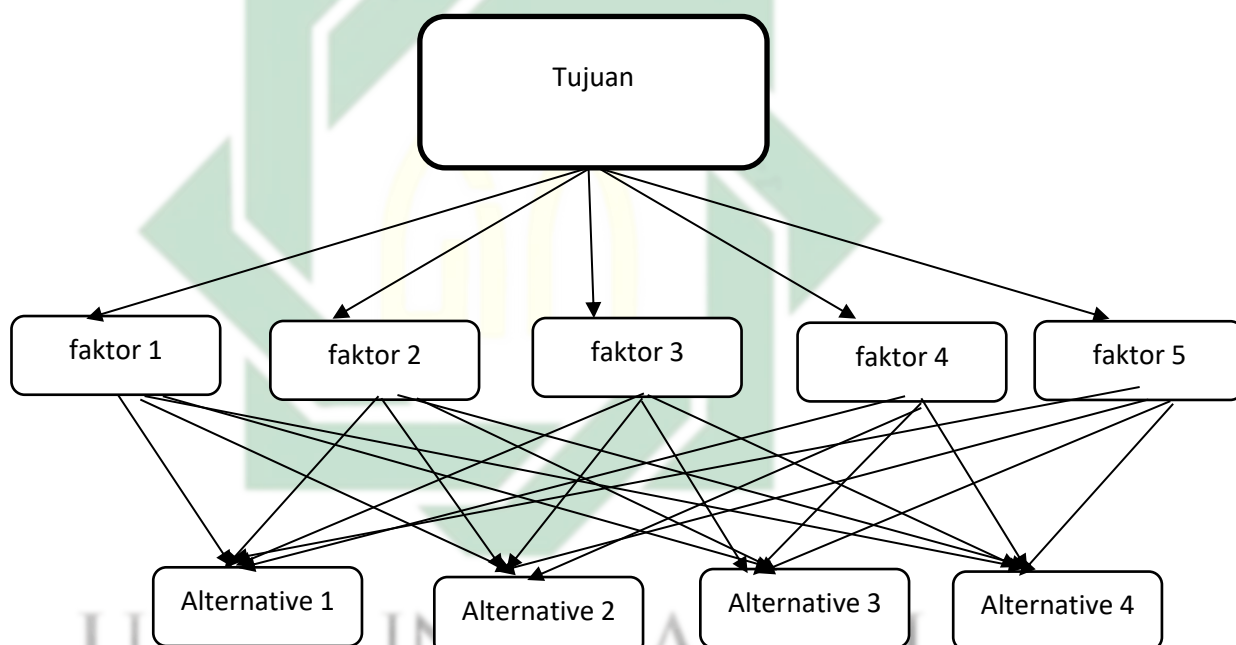 Tujuan
faktor 1
faktor 2
faktor 3
faktor 4
faktor 5
Alternative 1
Alternative 2
Alternative 3
Alternative 4